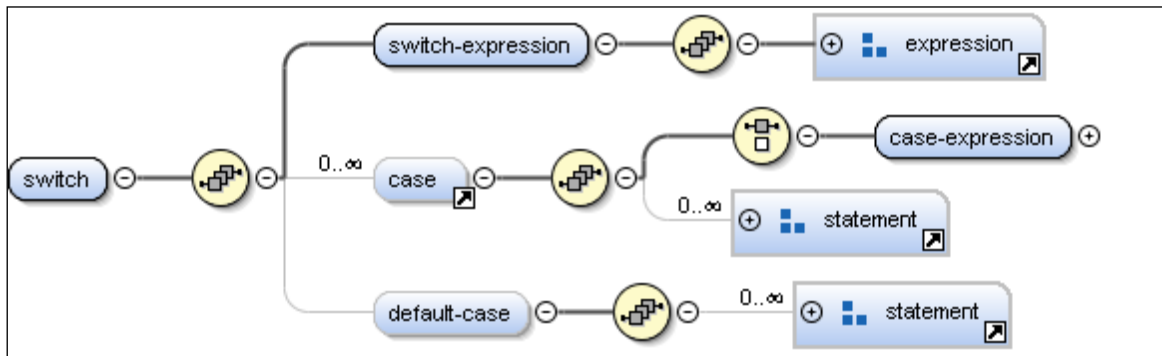 switch-expression
expression
case-expression
switch
0..∞
case
0..∞
statement
default-case
0..∞
statement